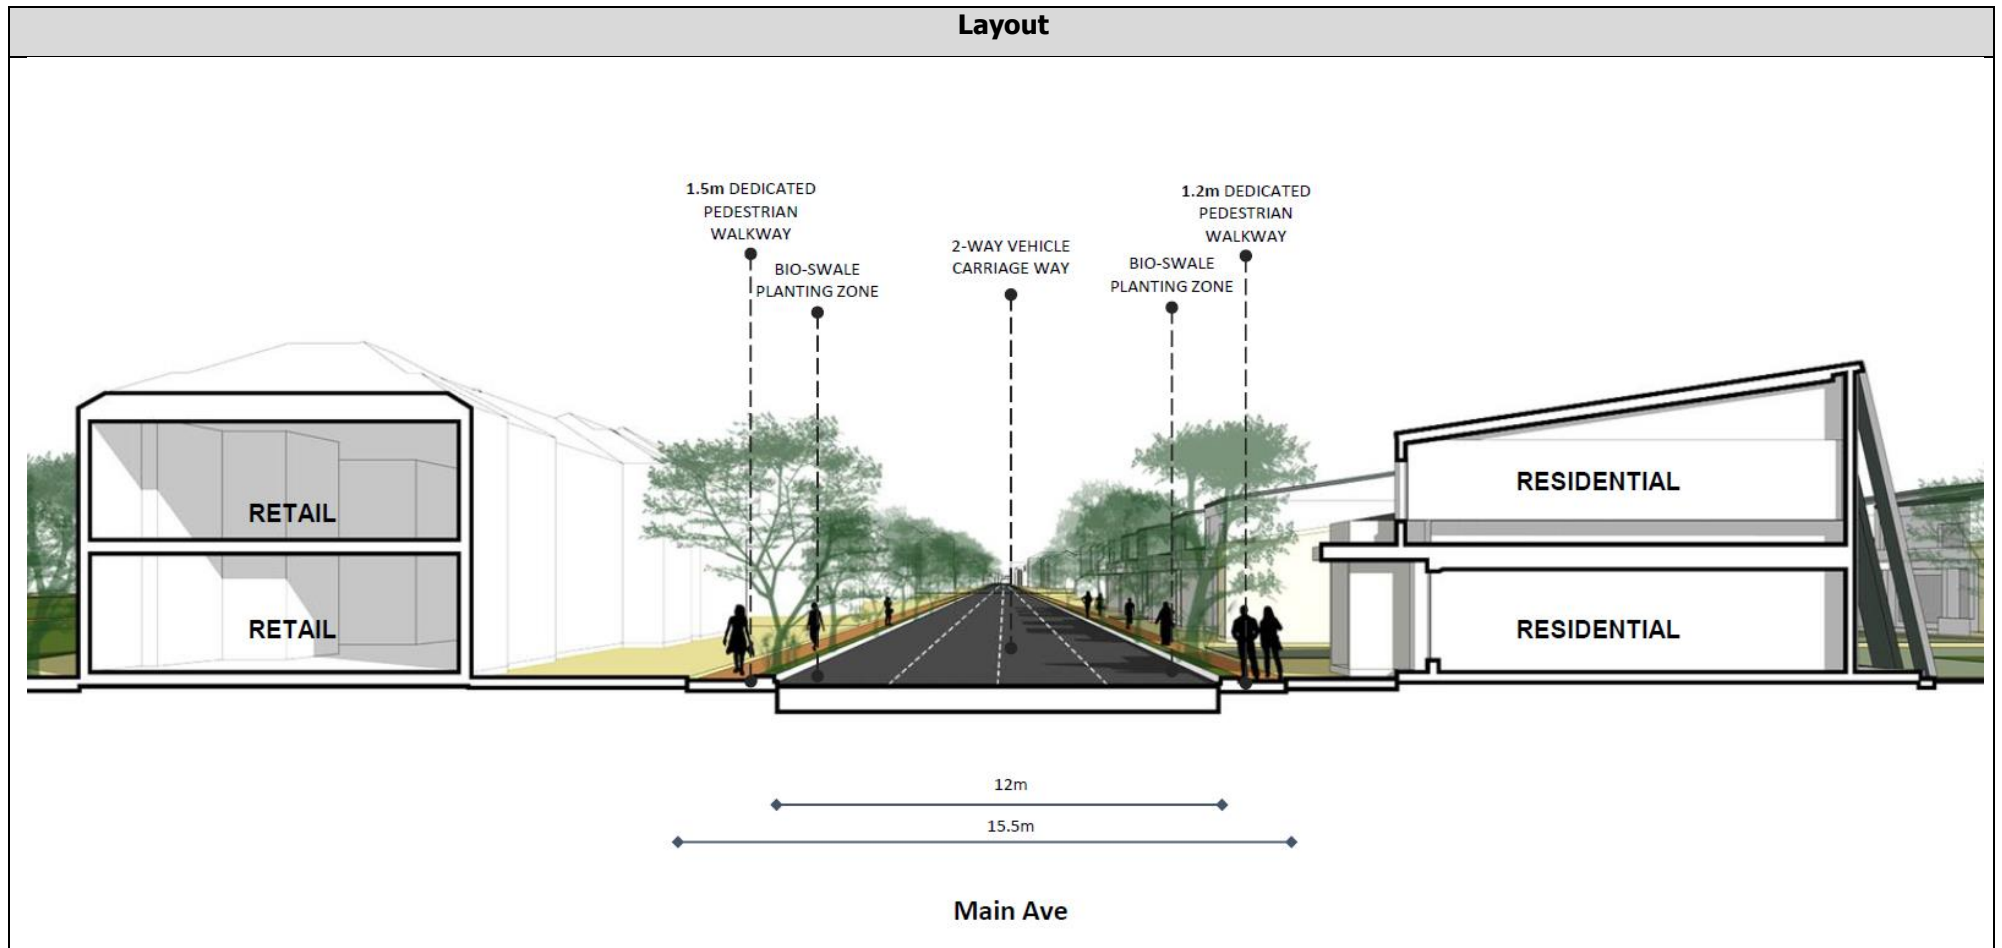 Layout
1.5m DEDICATED
PEDESTRIAN
WALKWAY
BIO-SWALE
PLANTING ZONE
2-WAY VEHICLE
CARRIAGE WAY
BIO-SWALE
PLANTING ZONE
1.2m DEDICATED
PEDESTRIAN
WALKWAY
RETAIL
RETAIL
RESIDENTIAL
RESIDENTIAL
12m
15.5m
Main Ave